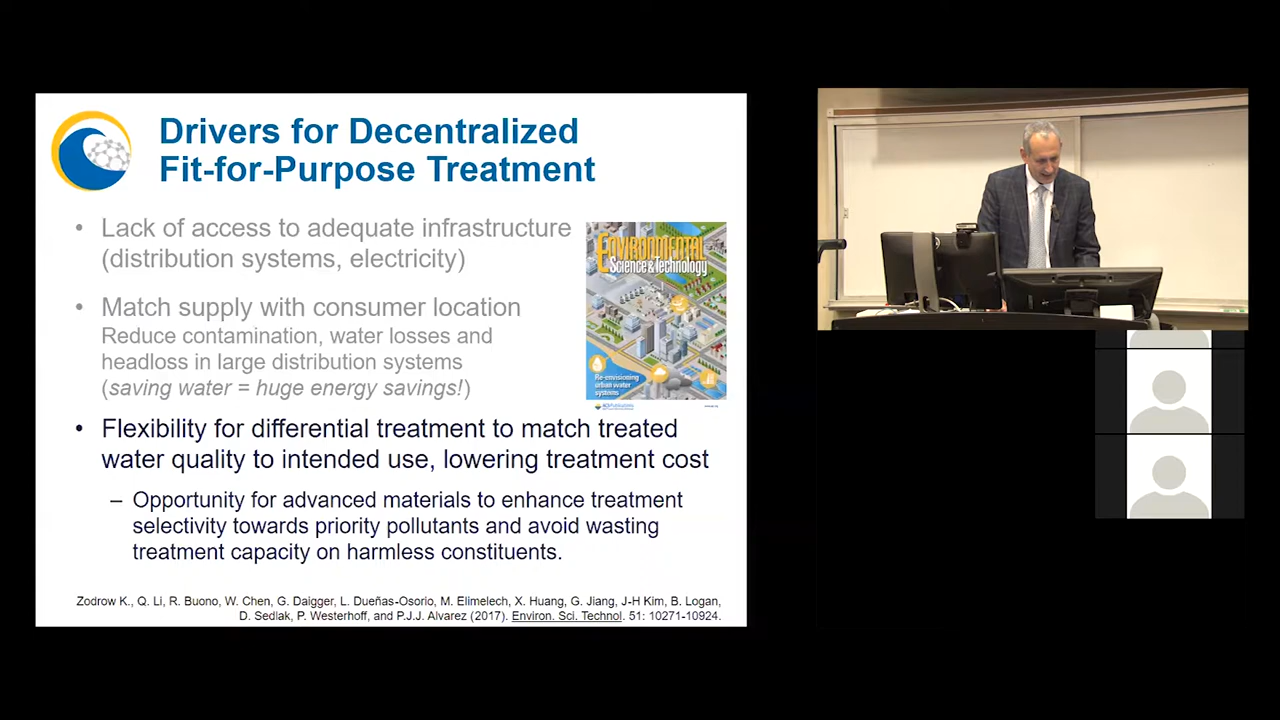 Drivers for Decentralized
Fit-for-Purpose Treatment
• Lack of access to adequate infrastructure
(distribution systems, electricity)
• Match supply with consumer location
Reduce contamination, water losses and
headloss in large distribution systems
(saving water = huge energy savings!)
ENVIRONMENTAL
Science & Technology
Re-envisioning
urban water
systems
• Flexibility for differential treatment to match treated
water quality to intended use, lowering treatment cost
– Opportunity for advanced materials to enhance treatment
selectivity towards priority pollutants and avoid wasting
treatment capacity on harmless constituents.
Zodrow K., Q. Li, R. Buono, W. Chen, G. Daigger, L. Dueñas-Osorio, M. Elimelech, X. Huang, G. Jiang, J-H Kim, B. Logan,
D. Sedlak, P. Westerhoff, and P.J.J. Alvarez (2017). Environ. Sci. Technol. 51: 10271-10924.